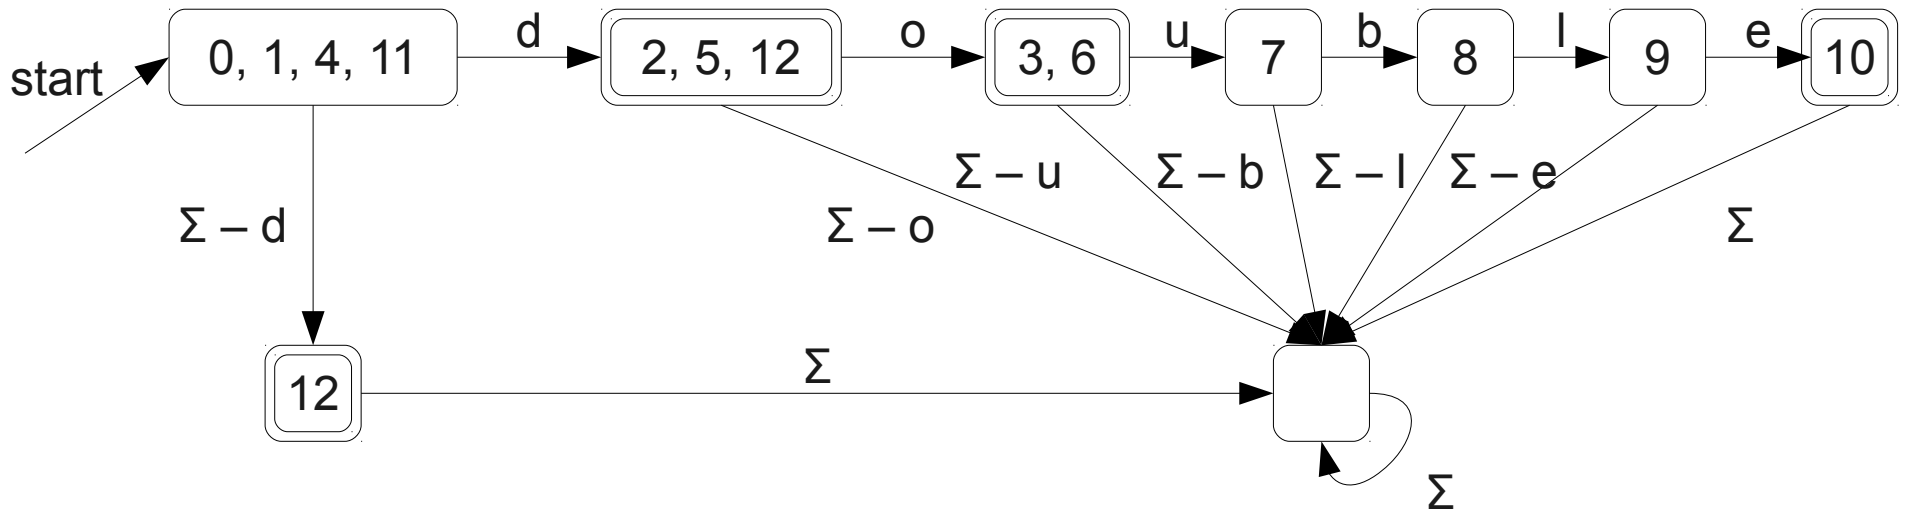 d o u b l e
start 0, 1, 4, 11 2, 5, 12 3, 6 7 8 9 10
Σ – u Σ – b Σ – l Σ – e
Σ – d Σ – o Σ
12 Σ
Σ